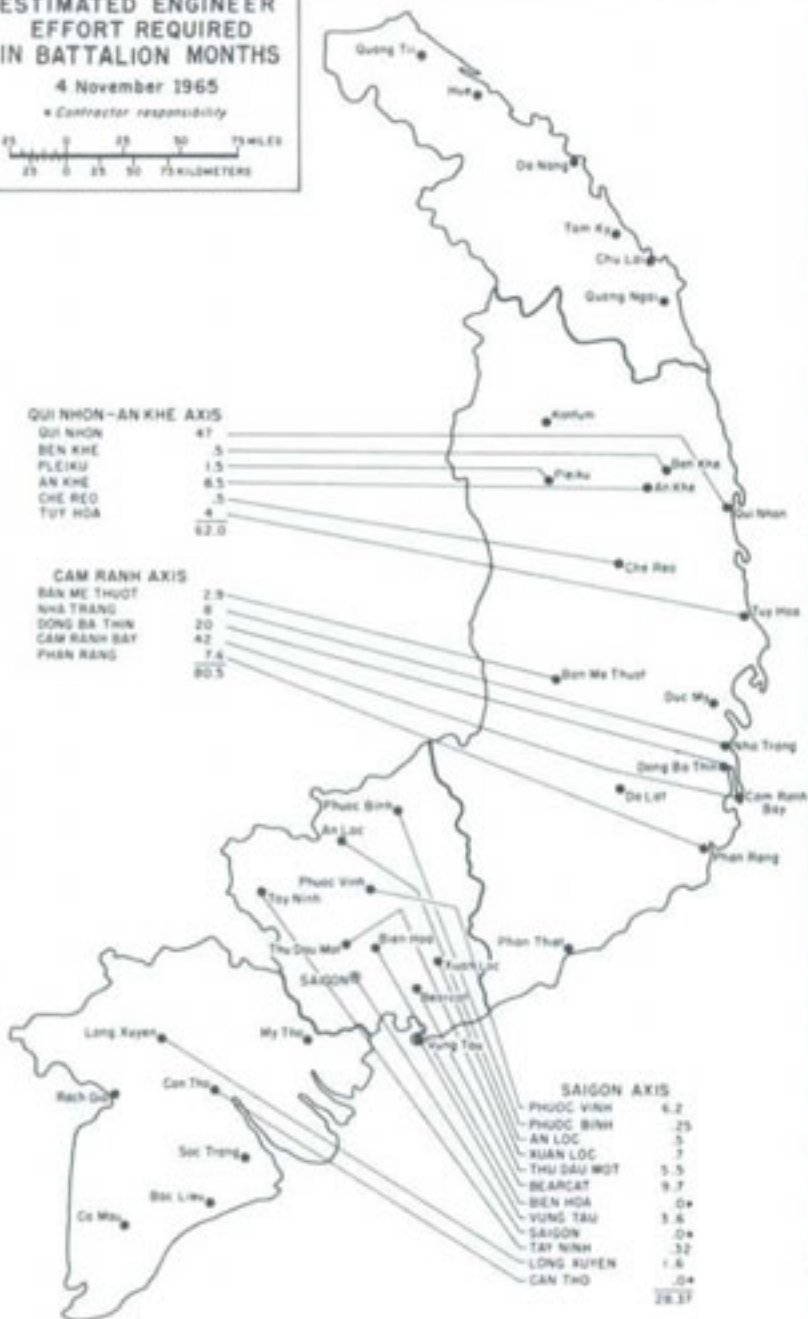 ESTIMATED ENGINEER
EFFORT REQUIRED
IN BATTALION MONTHS
4 November 1965
* Contractor responsibility
25 0 25 50 75 MILES
25 0 25 50 75 KILOMETERS
Quang Tri
Hue
Da Nang
Tam Ky
Chu Lai
Quang Ngai
QUI NHON-AN KHE AXIS
QUI NHON 47
BEN KHE .5
PLEIKU 1.5
AN KHE 8.5
CHE REO .5
TUY HOA 4
62.0
Kontum
Pleiku
Ben Khe
An Khe
Qui Nhon
Che Reo
Tuy Hoa
CAM RANH AXIS
BAN ME THUOT 2.9
NHA TRANG 8
DONG BA THIN 20
CAM RANH BAY 42
PHAN RANG 7.6
80.5
Ban Me Thuot
Duc My
Nha Trang
Dong Ba Thin
Cam Ranh
Bay
Da Lat
Phan Rang
Phuoc Binh
An Loc
Phuoc Vinh
Tay Ninh
Thu Dau Mot
Bien Hoa
Xuan Loc
Phan Thiet
SAIGON
Bearcat
Vung Tau
Long Xuyen
My Tho
Rach Gia
Can Tho
Soc Trang
Bac Lieu
Ca Mau
SAIGON AXIS
PHUOC VINH 6.2
PHUOC BINH .25
AN LOC .5
XUAN LOC .7
THU DAU MOT 5.5
BEARCAT 9.7
BIEN HOA .0*
VUNG TAU 3.6
SAIGON .0*
TAY NINH .32
LONG XUYEN 1.6
CAN THO .0*
28.37